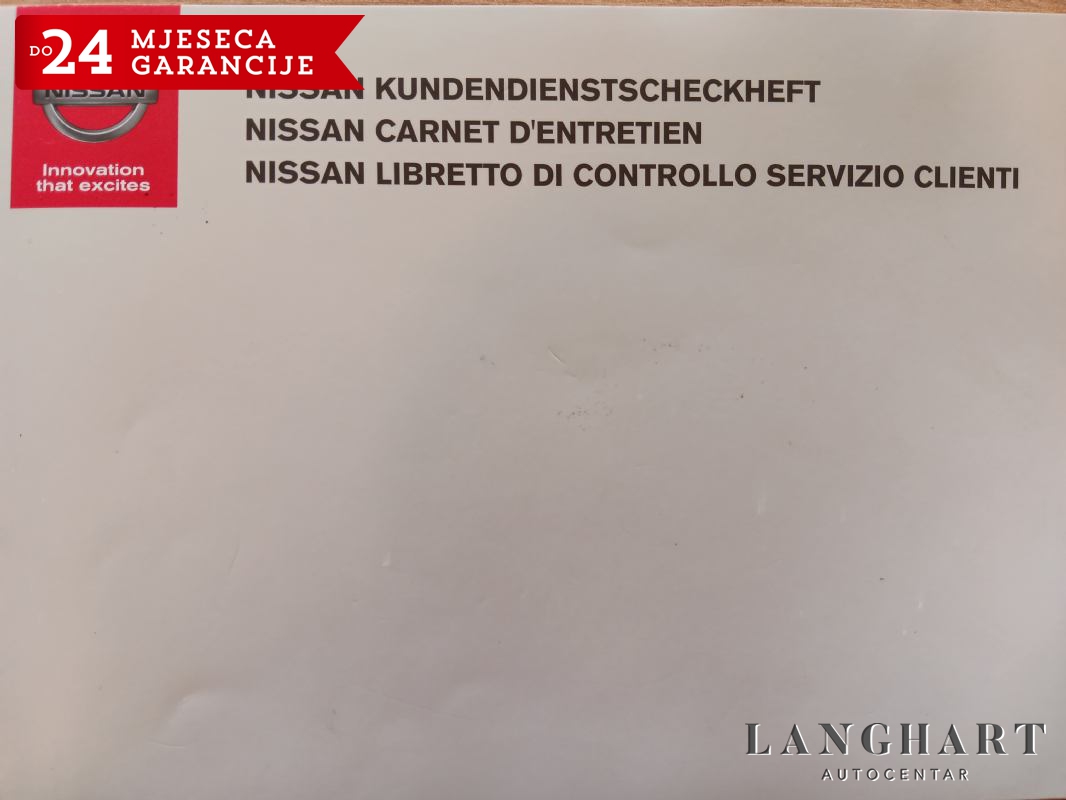 DO 24 MJESECA
GARANCIJE
NISSAN
Innovation
that excites
NISSAN KUNDENDIENSTSCHECKHEFT
NISSAN CARNET D'ENTRETIEN
NISSAN LIBRETTO DI CONTROLLO SERVIZIO CLIENTI
LANGHART
AUTOCENTAR